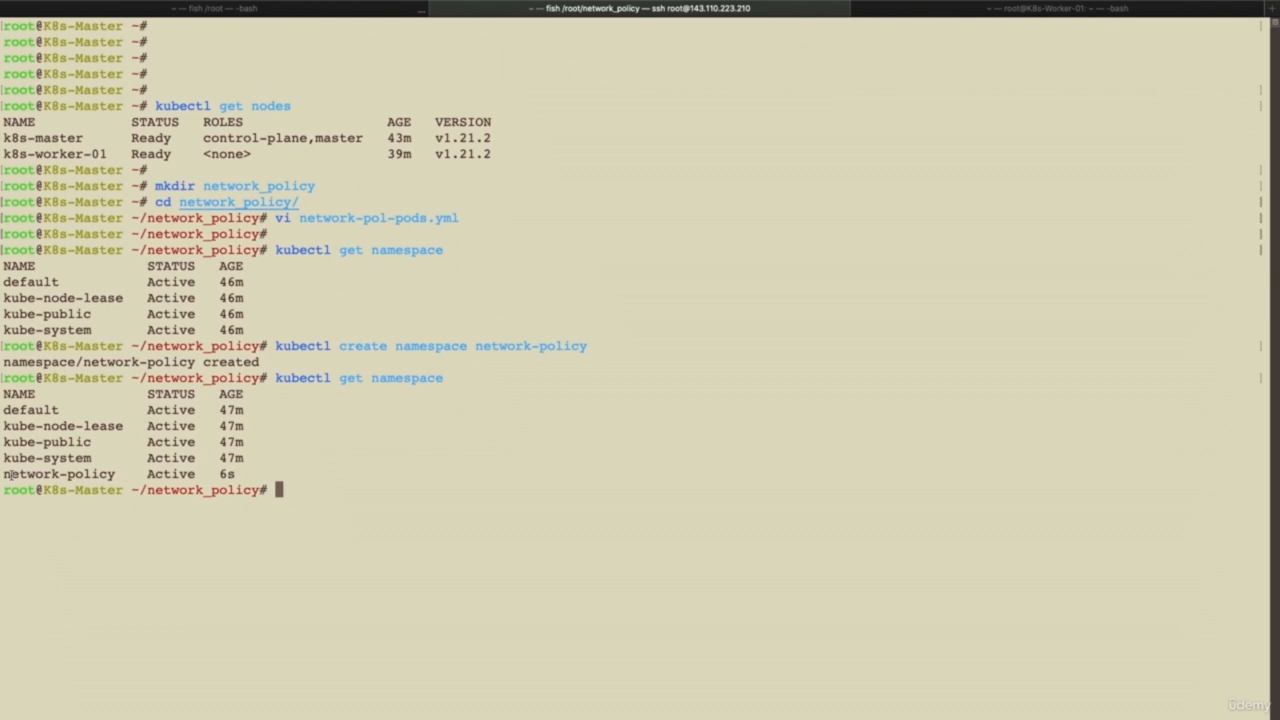 ~ — fish /root — -bash
~ — fish /root/network_policy — ssh root@143.110.223.210
~ — root@K8s-Worker-01: ~ — -bash
root@K8s-Master ~#
root@K8s-Master ~#
root@K8s-Master ~#
root@K8s-Master ~#
root@K8s-Master ~#
root@K8s-Master ~# kubectl get nodes
NAME STATUS ROLES AGE VERSION
k8s-master Ready control-plane,master 43m v1.21.2
k8s-worker-01 Ready <none> 39m v1.21.2
root@K8s-Master ~#
root@K8s-Master ~# mkdir network_policy
root@K8s-Master ~# cd network_policy/
root@K8s-Master ~/network_policy# vi network-pol-pods.yml
root@K8s-Master ~/network_policy#
root@K8s-Master ~/network_policy# kubectl get namespace
NAME STATUS AGE
default Active 46m
kube-node-lease Active 46m
kube-public Active 46m
kube-system Active 46m
root@K8s-Master ~/network_policy# kubectl create namespace network-policy
namespace/network-policy created
root@K8s-Master ~/network_policy# kubectl get namespace
NAME STATUS AGE
default Active 47m
kube-node-lease Active 47m
kube-public Active 47m
kube-system Active 47m
network-policy Active 6s
root@K8s-Master ~/network_policy#
ûdemy